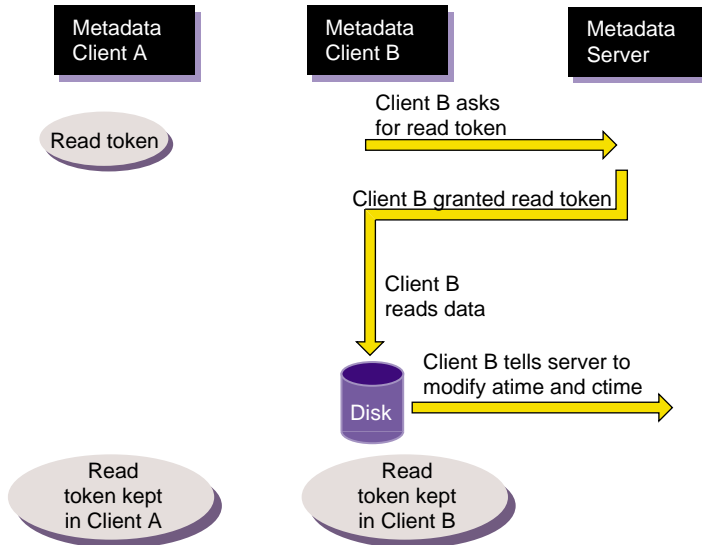 Metadata
Client A
Metadata
Client B
Metadata
Server
Read token
Client B asks
for read token
Client B granted read token
Client B
reads data
Client B tells server to
modify atime and ctime
Disk
Read
token kept
in Client A
Read
token kept
in Client B